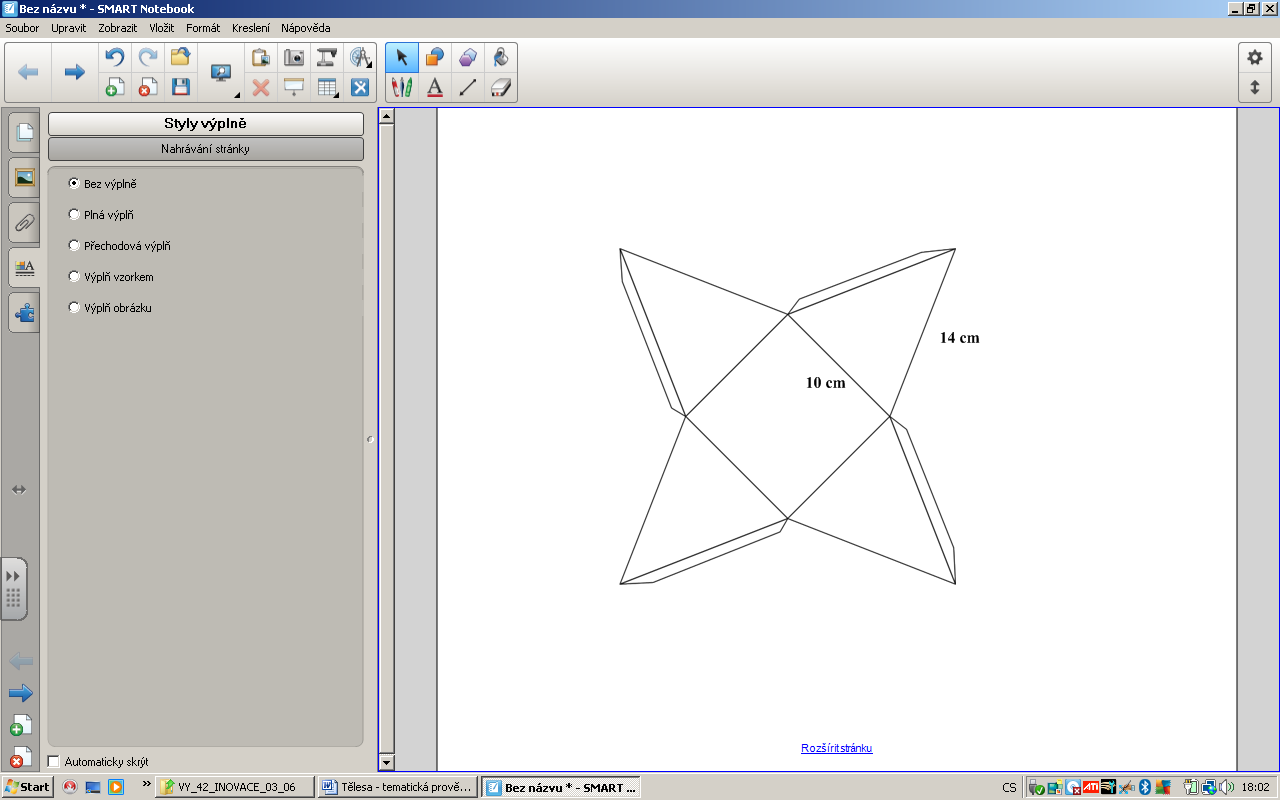 Bez názvu * - SMART Notebook
Soubor Upravit Zobrazit Vložit Formát Kreslení Nápověda
Styly výplně
Nahrávání stránky
Bez výplně
Plná výplň
Přechodová výplň
Výplň vzorkem
Výplň obrázku
14 cm
10 cm
Rozšířit stránku
Automaticky skrýt
Start » VY_42_INOVACE_03_06 Tělesa - tematická prově... Bez názvu * - SMART ... CS ATI 18:02